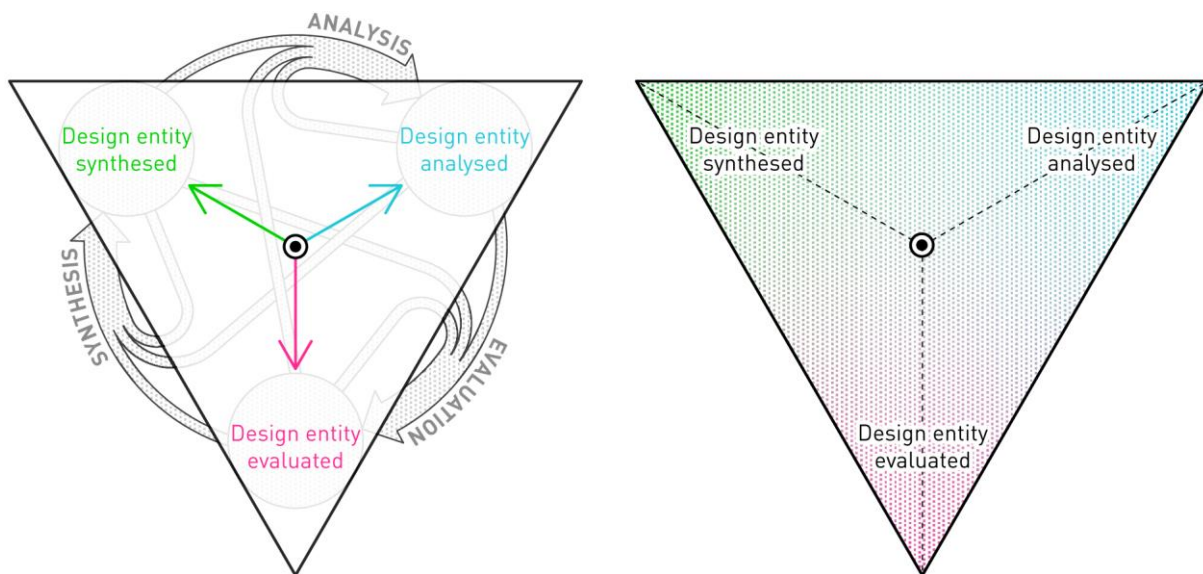 ANALYSIS
Design entity
synthesed
Design entity
analysed
SYNTHESIS
EVALUATION
Design entity
evaluated
Design entity
synthesed
Design entity
analysed
Design entity
evaluated